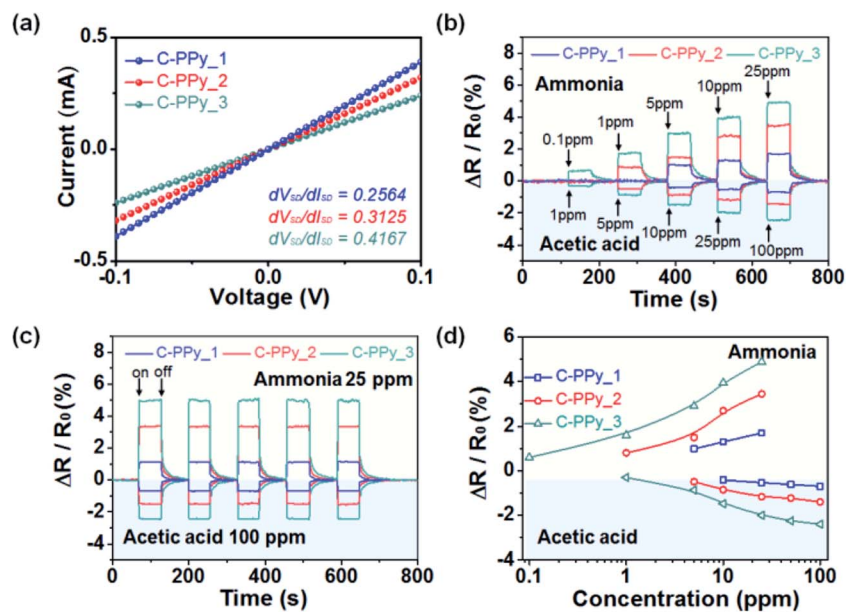 (a)
0.5
0.0
-0.5
Current (mA)
C-PPy_1
C-PPy_2
C-PPy_3
dV_SD/dI_SD = 0.2564
dV_SD/dI_SD = 0.3125
dV_SD/dI_SD = 0.4167
-0.1 0.0 0.1
Voltage (V)
(b)
8
6
4
2
0
-2
-4
ΔR / R0 (%)
C-PPy_1 C-PPy_2 C-PPy_3
Ammonia
25ppm
10ppm
5ppm
1ppm
0.1ppm
1ppm
5ppm
10ppm
25ppm
100ppm
Acetic acid
0 200 400 600 800
Time (s)
(c)
8
6
4
2
0
-2
-4
ΔR / R0 (%)
C-PPy_1 C-PPy_2 C-PPy_3
on off
Ammonia 25 ppm
Acetic acid 100 ppm
0 200 400 600 800
Time (s)
(d)
6
4
2
0
-2
-4
ΔR / R0 (%)
Ammonia
C-PPy_1
C-PPy_2
C-PPy_3
Acetic acid
0.1 1 10 100
Concentration (ppm)